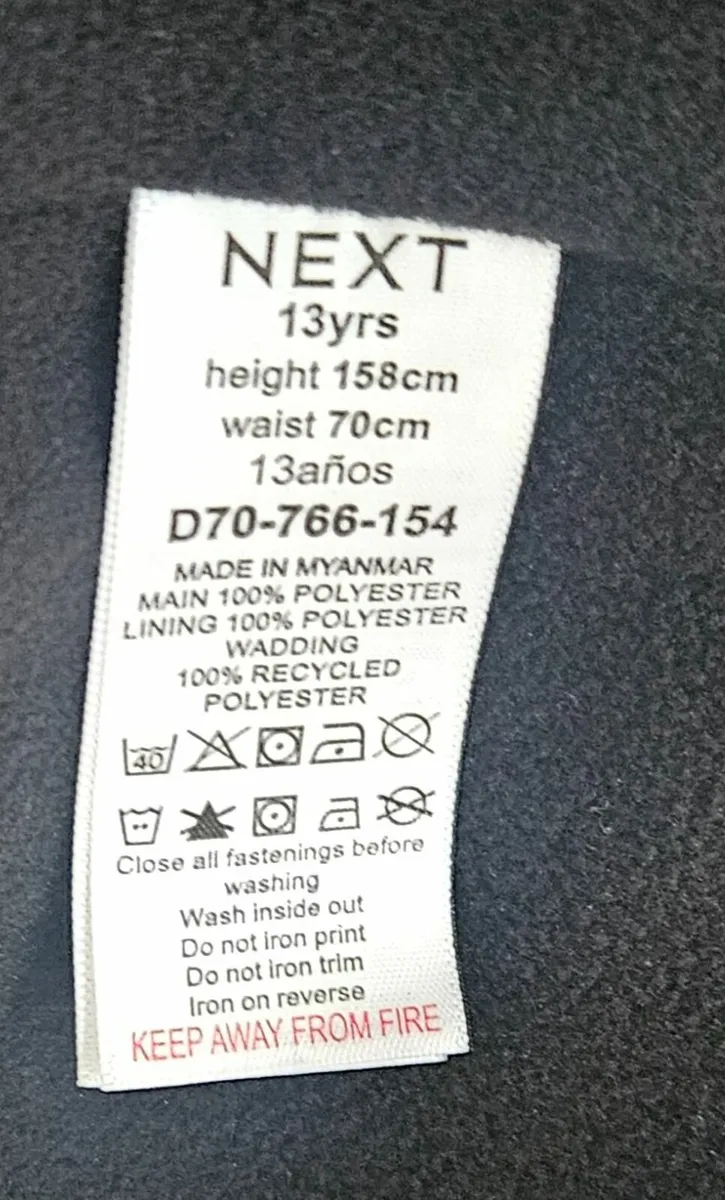 NEXT
13yrs
height 158cm
waist 70cm
13años
D70-766-154
MADE IN MYANMAR
MAIN 100% POLYESTER
LINING 100% POLYESTER
WADDING
100% RECYCLED
POLYESTER
40
Close all fastenings before
washing
Wash inside out
Do not iron print
Do not iron trim
Iron on reverse
KEEP AWAY FROM FIRE